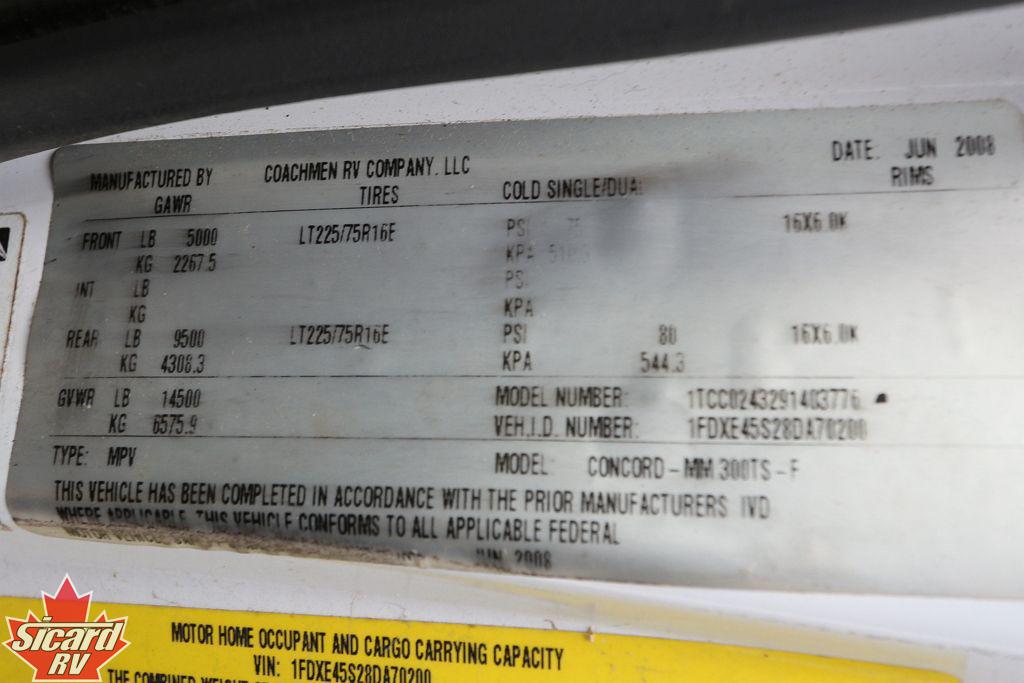 MANUFACTURED BY COACHMEN RV COMPANY. LLC DATE: JUN 2008
GAWR TIRES COLD SINGLE/DUAL RIMS
FRONT LB 5000 LT225/75R16E PSI 16X6.0K
KG 2267.5 KPA
INT LB PSI
KG KPA
REAR LB 9500 LT225/75R16E PSI 80 16X6.0K
KG 4308.3 KPA 544.3
GVWR LB 14500 MODEL NUMBER: 1TCC0243291403776
KG 6575.9 VEH.I.D. NUMBER: 1FDXE45S28DA70200
TYPE: MPV MODEL: CONCORD - MM 300TS - F
THIS VEHICLE HAS BEEN COMPLETED IN ACCORDANCE WITH THE PRIOR MANUFACTURERS IVD
WHERE APPLICABLE. THIS VEHICLE CONFORMS TO ALL APPLICABLE FEDERAL
JUN 2008
MOTOR HOME OCCUPANT AND CARGO CARRYING CAPACITY
VIN: 1FDXE45S28DA70200
THE COMBINED WEIGHT
Sicard
RV